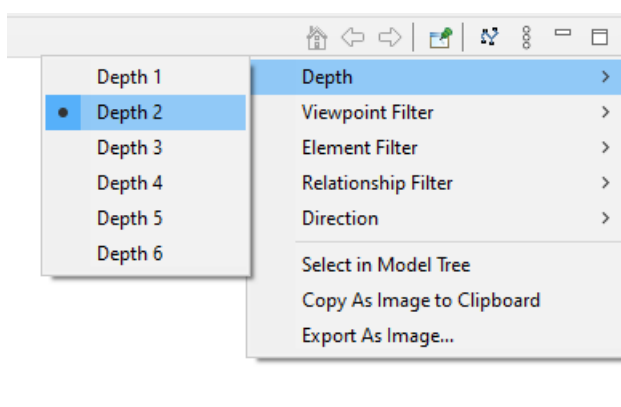 Depth 1
Depth 2
Depth 3
Depth 4
Depth 5
Depth 6
Depth
Viewpoint Filter
Element Filter
Relationship Filter
Direction
Select in Model Tree
Copy As Image to Clipboard
Export As Image...